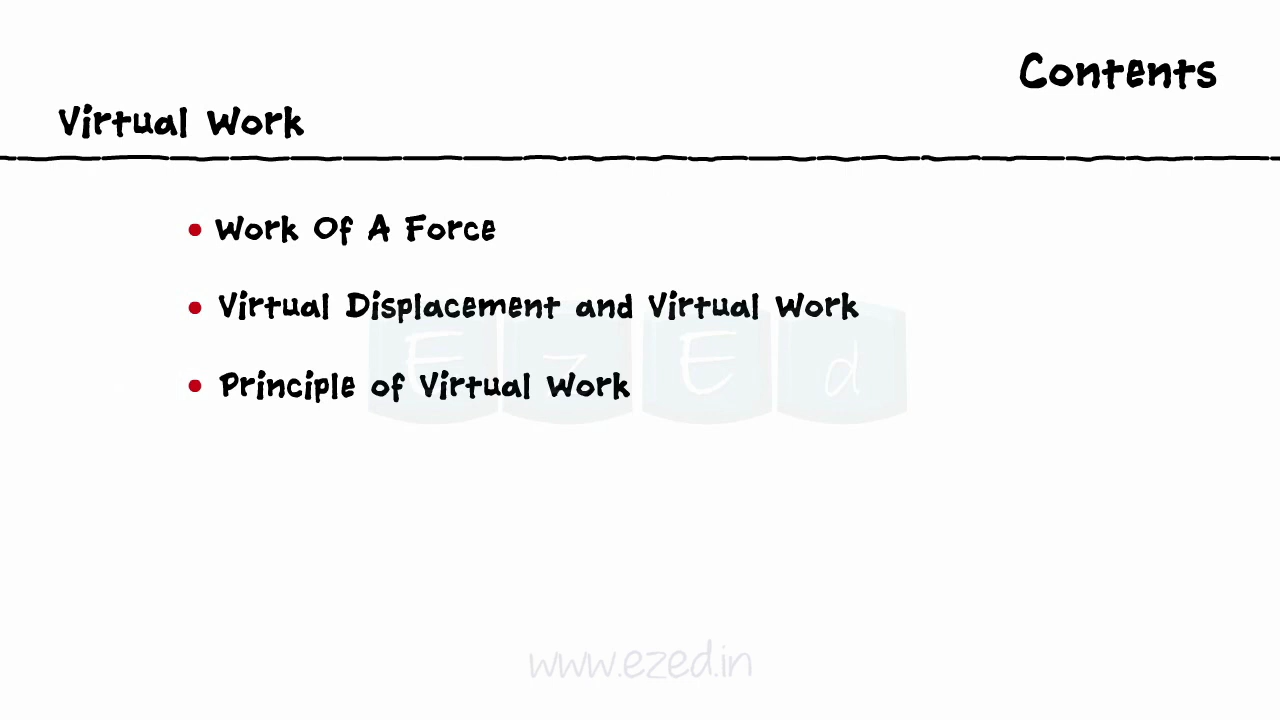 Contents
Virtual Work
• Work Of A Force
• Virtual Displacement and Virtual Work
• Principle of Virtual Work
E z E d
www.ezed.in